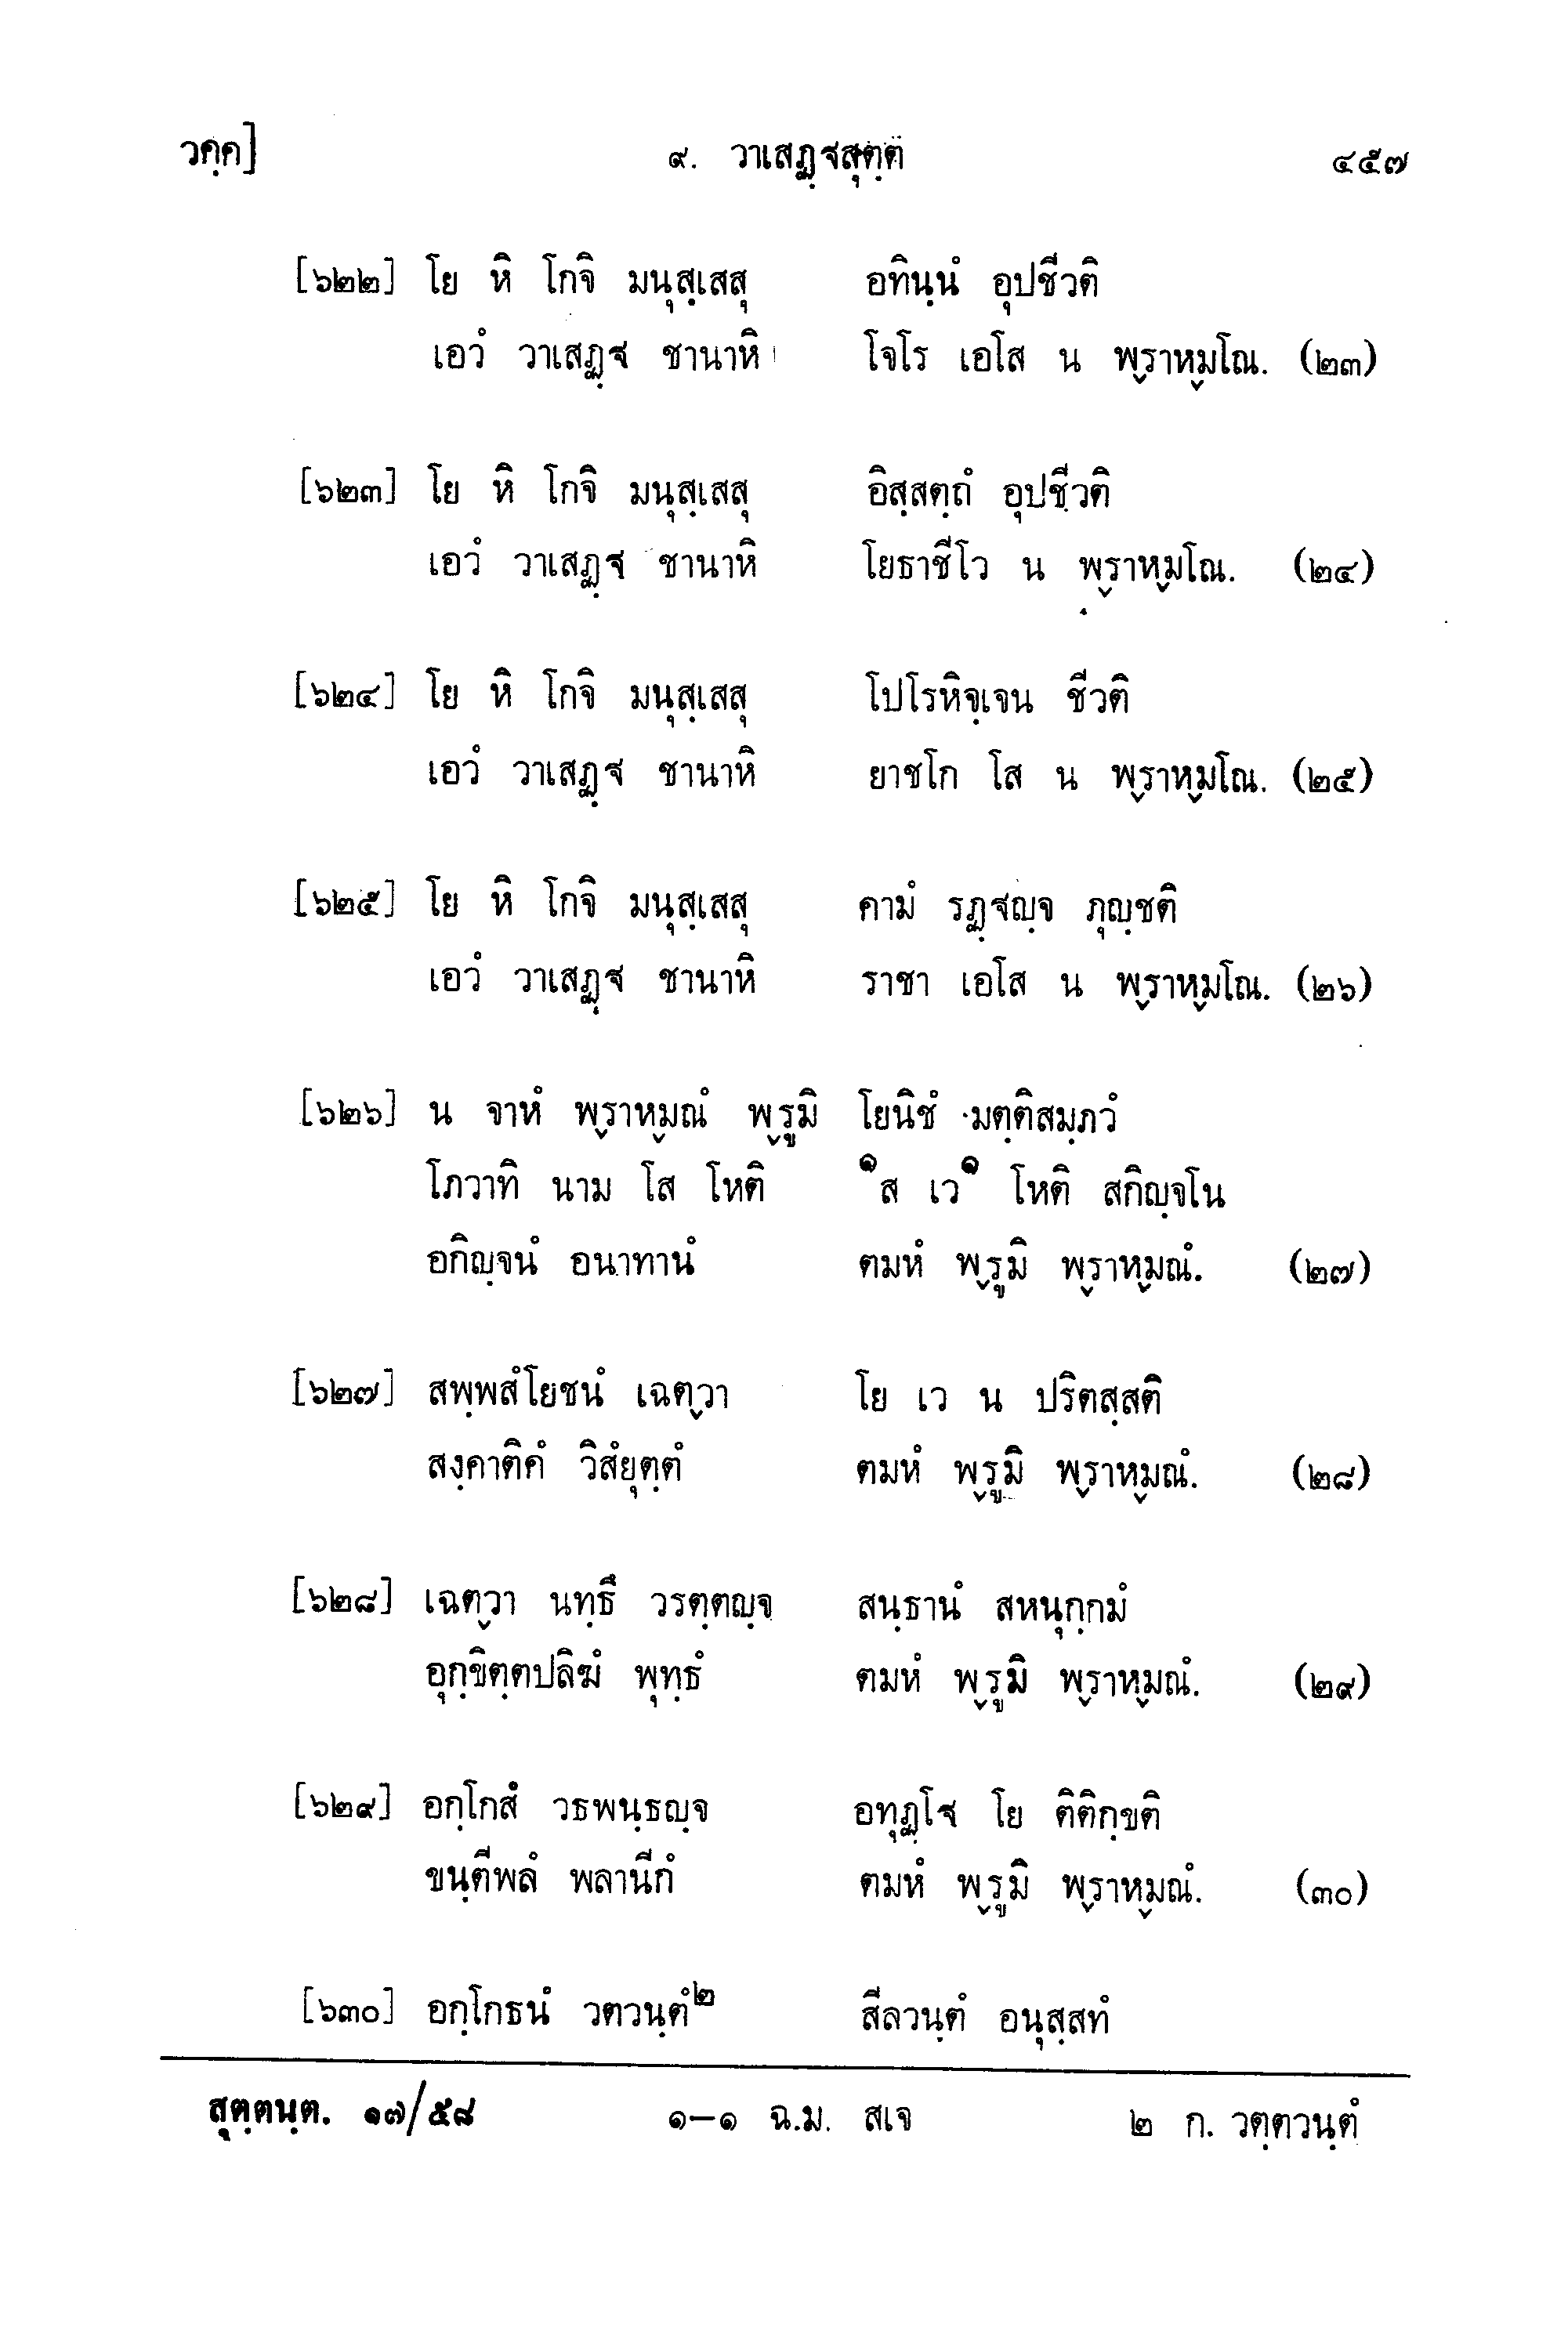 วคฺค] ๙. วาเสฏฺฐสุตฺตํ ๔๕๗
[๖๒๒] โย หิ โกจิ มนุสฺเสสุ อทินฺนํ อุปชีวติ
เอวํ วาเสฏฺฐ ชานาหิ โจโร เอโส น พฺราหฺมโณ. (๒๓)
[๖๒๓] โย หิ โกจิ มนุสฺเสสุ อิสฺสตฺถํ อุปชีวติ
เอวํ วาเสฏฺฐ ชานาหิ โยธาชีโว น พฺราหฺมโณ. (๒๔)
[๖๒๔] โย หิ โกจิ มนุสฺเสสุ โปโรหิจฺเจน ชีวติ
เอวํ วาเสฏฺฐ ชานาหิ ยาชโก โส น พฺราหฺมโณ. (๒๕)
[๖๒๕] โย หิ โกจิ มนุสฺเสสุ คามํ รฏฺฐญฺจ ภุญฺชติ
เอวํ วาเสฏฺฐ ชานาหิ ราชา เอโส น พฺราหฺมโณ. (๒๖)
[๖๒๖] น จาหํ พฺราหฺมณํ พฺรูมิ โยนิชํ มตฺติสมฺภวํ
โภวาทิ นาม โส โหติ ๑ส เว๑ โหติ สกิญฺจโน
อกิญฺจนํ อนาทานํ ตมหํ พฺรูมิ พฺราหฺมณํ. (๒๗)
[๖๒๗] สพฺพสํโยชนํ เฉตฺวา โย เว น ปริตสฺสติ
สงฺคาติคํ วิสํยุตฺตํ ตมหํ พฺรูมิ พฺราหฺมณํ. (๒๘)
[๖๒๘] เฉตฺวา นทฺธึ วรตฺตญฺจ สนฺธานํ สหนุกฺกมํ
อุกฺขิตฺตปลิฆํ พุทฺธํ ตมหํ พฺรูมิ พฺราหฺมณํ. (๒๙)
[๖๒๙] อกฺโกสํ วธพนฺธญฺจ อทุฏฺโฐ โย ติติกฺขติ
ขนฺตีพลํ พลานีกํ ตมหํ พฺรูมิ พฺราหฺมณํ. (๓๐)
[๖๓๐] อกฺโกธนํ วตวนฺตํ๒ สีลวนฺตํ อนุสฺสทํ
สุตฺตนฺต. ๑๗/๕๘ ๑–๑ ฉ.ม. สเจ ๒ ก. วตฺตวนฺตํ